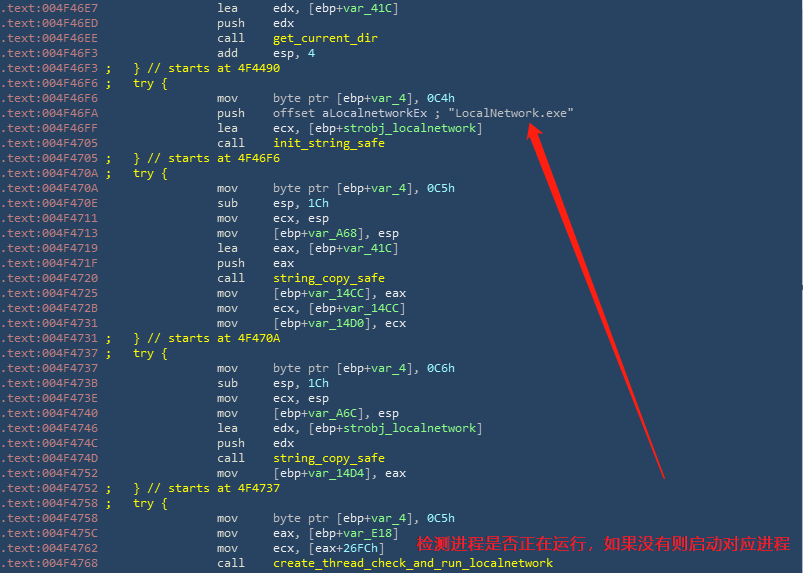 .text:004F46E7 lea edx, [ebp+var_41C]
.text:004F46ED push edx
.text:004F46EE call get_current_dir
.text:004F46F3 add esp, 4
.text:004F46F3 ; } // starts at 4F4490
.text:004F46F6 ; try {
.text:004F46F6 mov byte ptr [ebp+var_4], 0C4h
.text:004F46FA push offset aLocalnetworkEx ; "LocalNetwork.exe"
.text:004F46FF lea ecx, [ebp+strobj_localnetwork]
.text:004F4705 call init_string_safe
.text:004F4705 ; } // starts at 4F46F6
.text:004F470A ; try {
.text:004F470A mov byte ptr [ebp+var_4], 0C5h
.text:004F470E sub esp, 1Ch
.text:004F4711 mov ecx, esp
.text:004F4713 mov [ebp+var_A68], esp
.text:004F4719 lea eax, [ebp+var_41C]
.text:004F471F push eax
.text:004F4720 call string_copy_safe
.text:004F4725 mov [ebp+var_14CC], eax
.text:004F472B mov ecx, [ebp+var_14CC]
.text:004F4731 mov [ebp+var_14D0], ecx
.text:004F4731 ; } // starts at 4F470A
.text:004F4737 ; try {
.text:004F4737 mov byte ptr [ebp+var_4], 0C6h
.text:004F473B sub esp, 1Ch
.text:004F473E mov ecx, esp
.text:004F4740 mov [ebp+var_A6C], esp
.text:004F4746 lea edx, [ebp+strobj_localnetwork]
.text:004F474C push edx
.text:004F474D call string_copy_safe
.text:004F4752 mov [ebp+var_14D4], eax
.text:004F4752 ; } // starts at 4F4737
.text:004F4758 ; try {
.text:004F4758 mov byte ptr [ebp+var_4], 0C5h
.text:004F475C mov eax, [ebp+var_E18]
.text:004F4762 mov ecx, [eax+26FCh]
检测进程是否正在运行，如果没有则启动对应进程
.text:004F4768 call create_thread_check_and_run_localnetwork